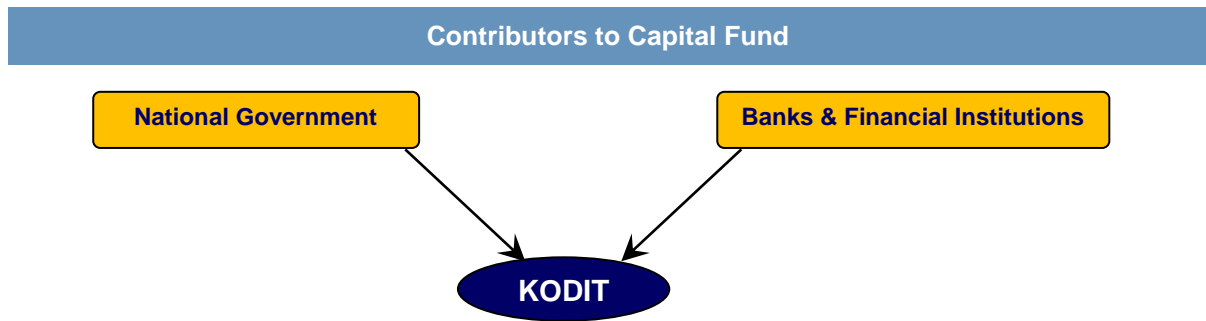 Contributors to Capital Fund
National Government
Banks & Financial Institutions
KODIT